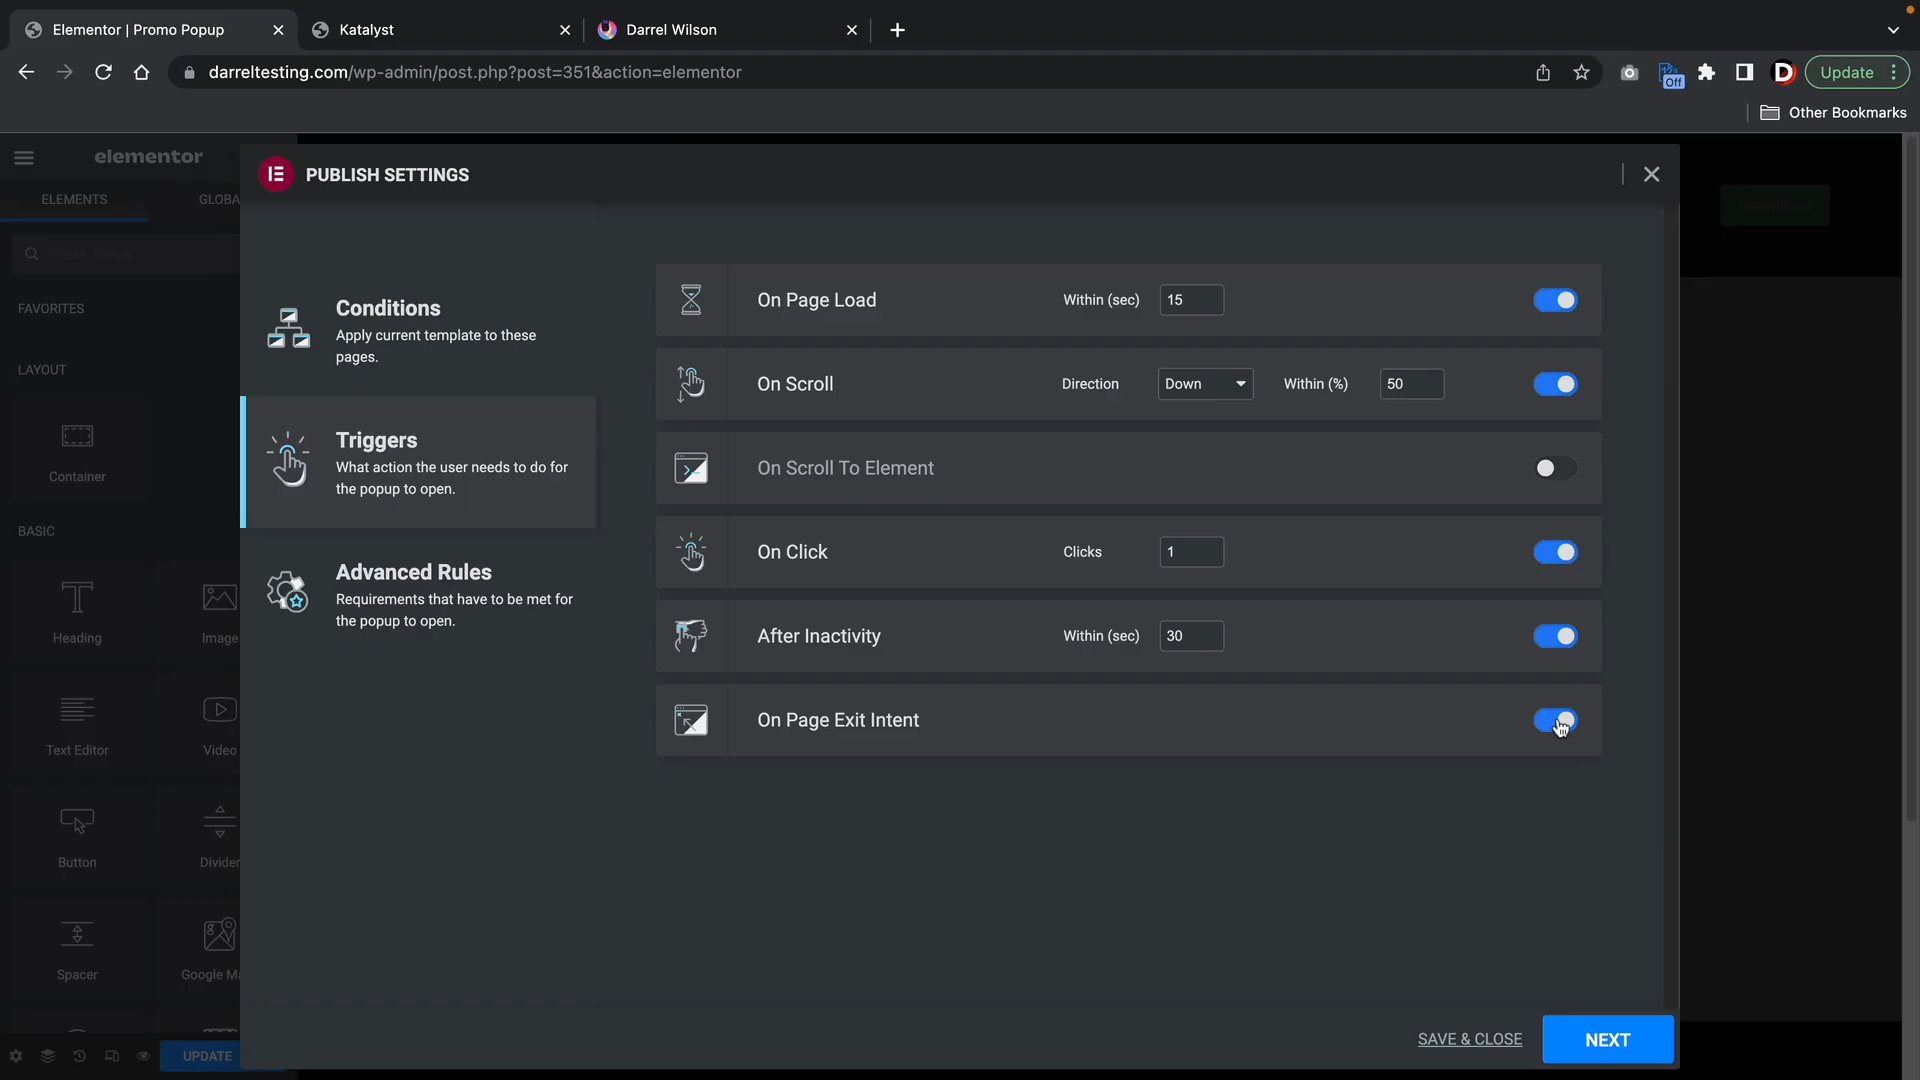 Elementor | Promo Popup
Katalyst
Darrel Wilson
darreltesting.com/wp-admin/post.php?post=351&action=elementor
Off
D
Update
Other Bookmarks
elementor
PUBLISH SETTINGS
ELEMENTS
GLOBA
FAVORITES
LAYOUT
Container
BASIC
Heading
Image
Text Editor
Video
Button
Divider
Spacer
Google Ma
UPDATE
Conditions
Apply current template to these
pages.
Triggers
What action the user needs to do for
the popup to open.
Advanced Rules
Requirements that have to be met for
the popup to open.
On Page Load Within (sec) 15
On Scroll Direction Down Within (%) 50
On Scroll To Element
On Click Clicks 1
After Inactivity Within (sec) 30
On Page Exit Intent
SAVE & CLOSE
NEXT